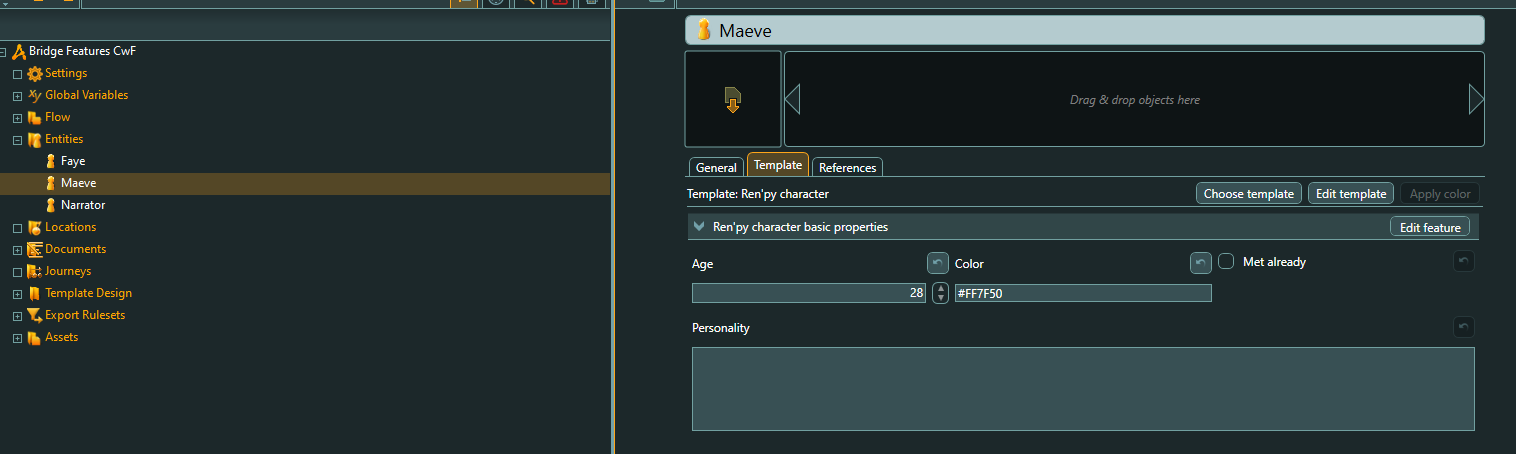 Bridge Features CwF
Settings
Global Variables
Flow
Entities
Faye
Maeve
Narrator
Locations
Documents
Journeys
Template Design
Export Rulesets
Assets
Maeve
Drag & drop objects here
General Template References
Template: Ren'py character Choose template Edit template Apply color
Ren'py character basic properties Edit feature
Age Color Met already
28 #FF7F50
Personality